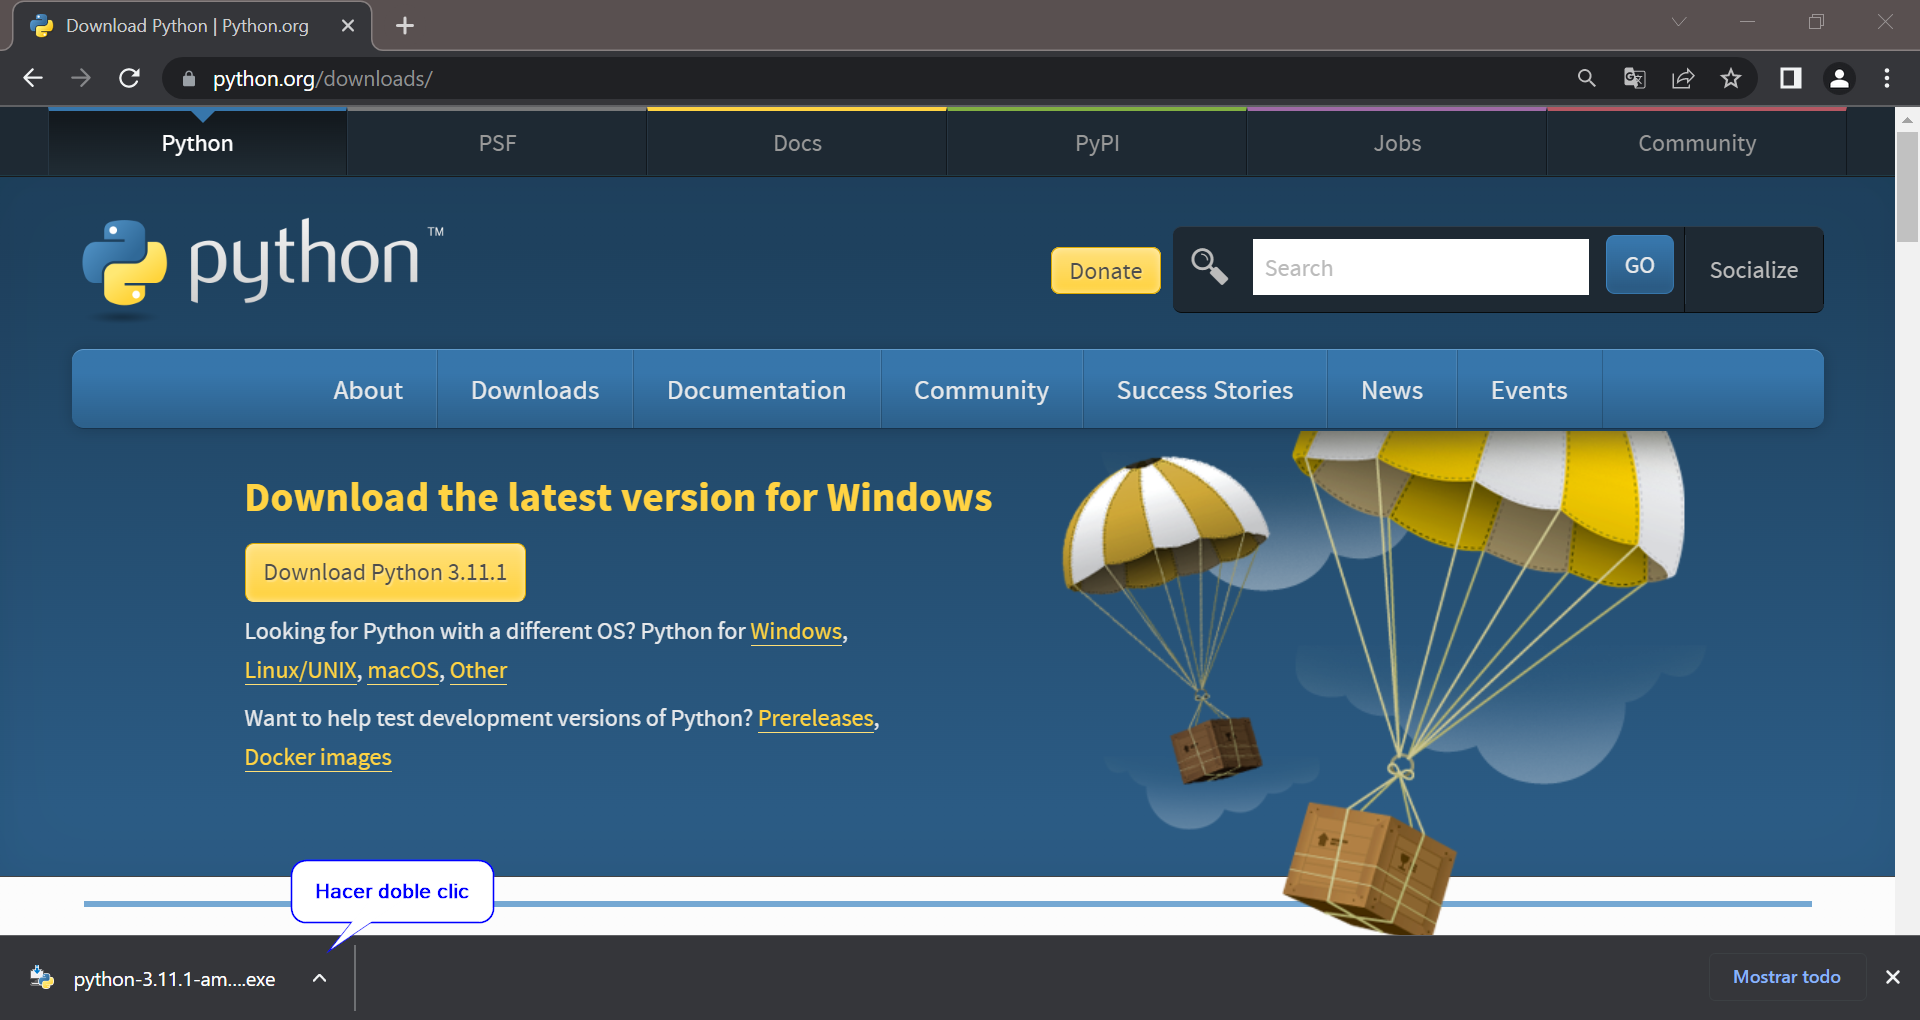 Download Python | Python.org
python.org/downloads/
Python
PSF
Docs
PyPI
Jobs
Community
python™
Donate
Search
GO
Socialize
About
Downloads
Documentation
Community
Success Stories
News
Events
Download the latest version for Windows
Download Python 3.11.1
Looking for Python with a different OS? Python for Windows,
Linux/UNIX, macOS, Other
Want to help test development versions of Python? Prereleases,
Docker images
Hacer doble clic
python-3.11.1-am....exe
Mostrar todo